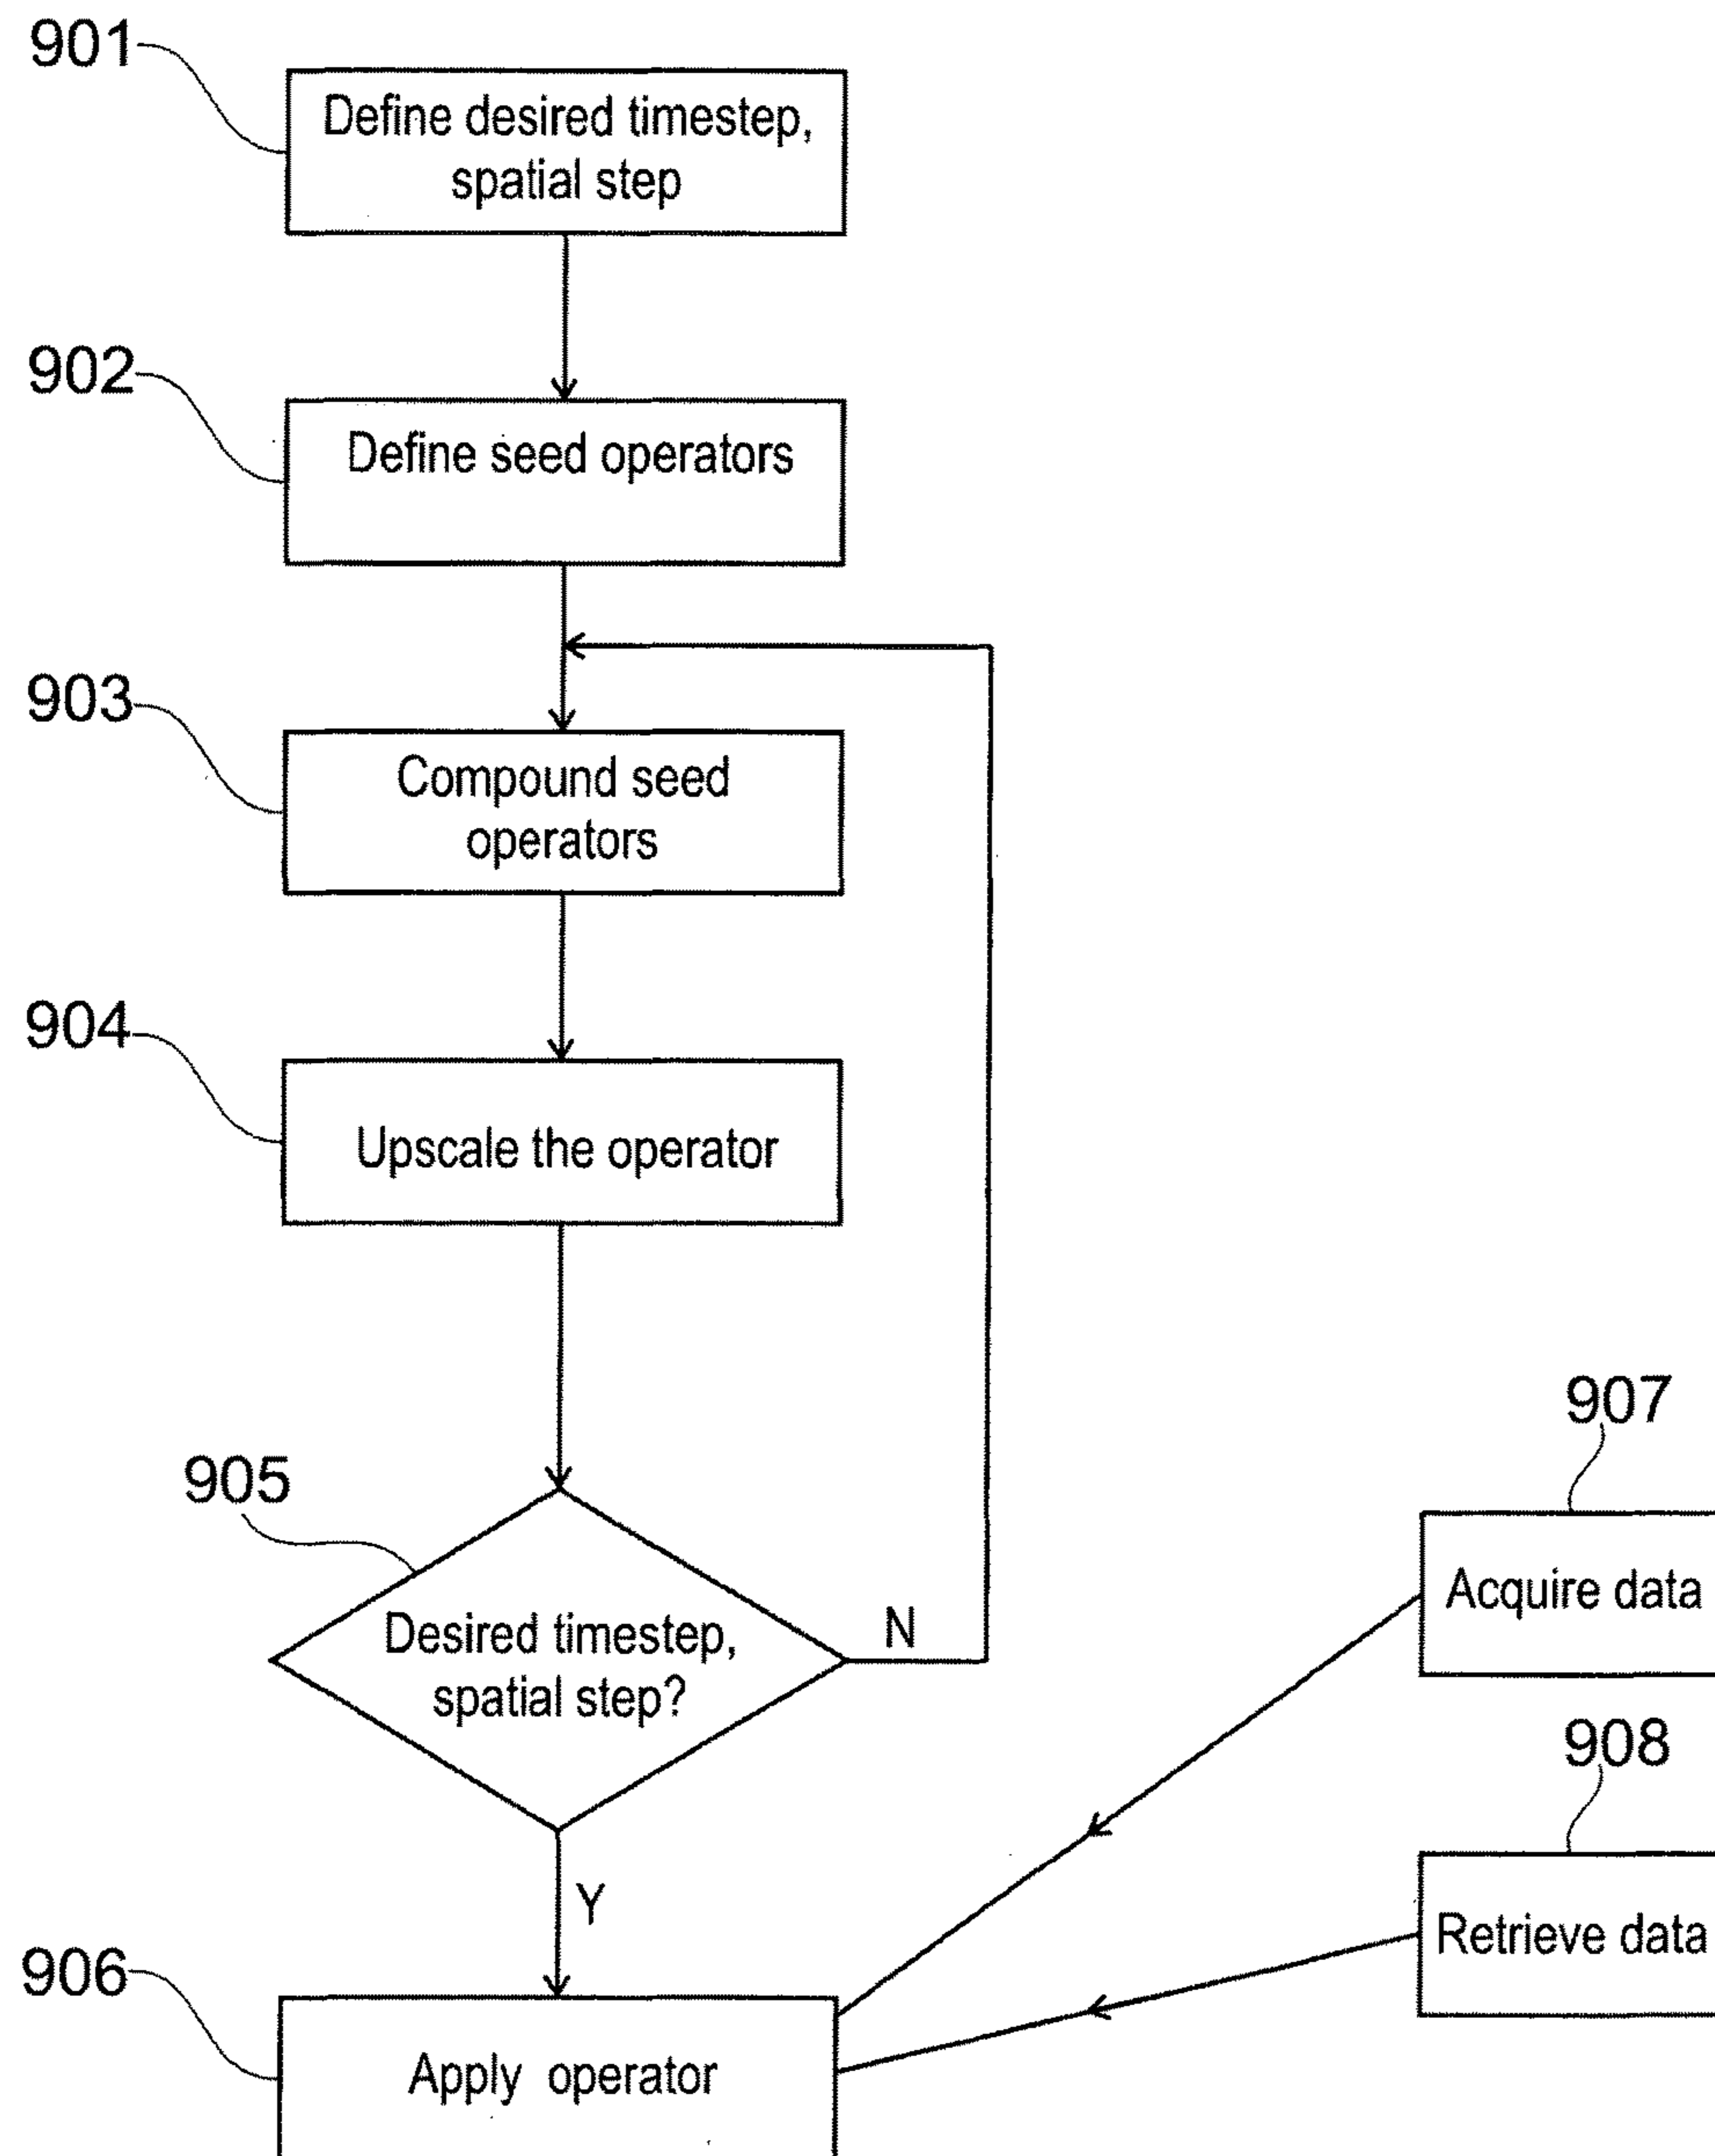 901
Define desired timestep,
spatial step
902
Define seed operators
903
Compound seed
operators
904
Upscale the operator
905
Desired timestep,
spatial step?
N
Y
906
Apply operator
907
Acquire data
908
Retrieve data